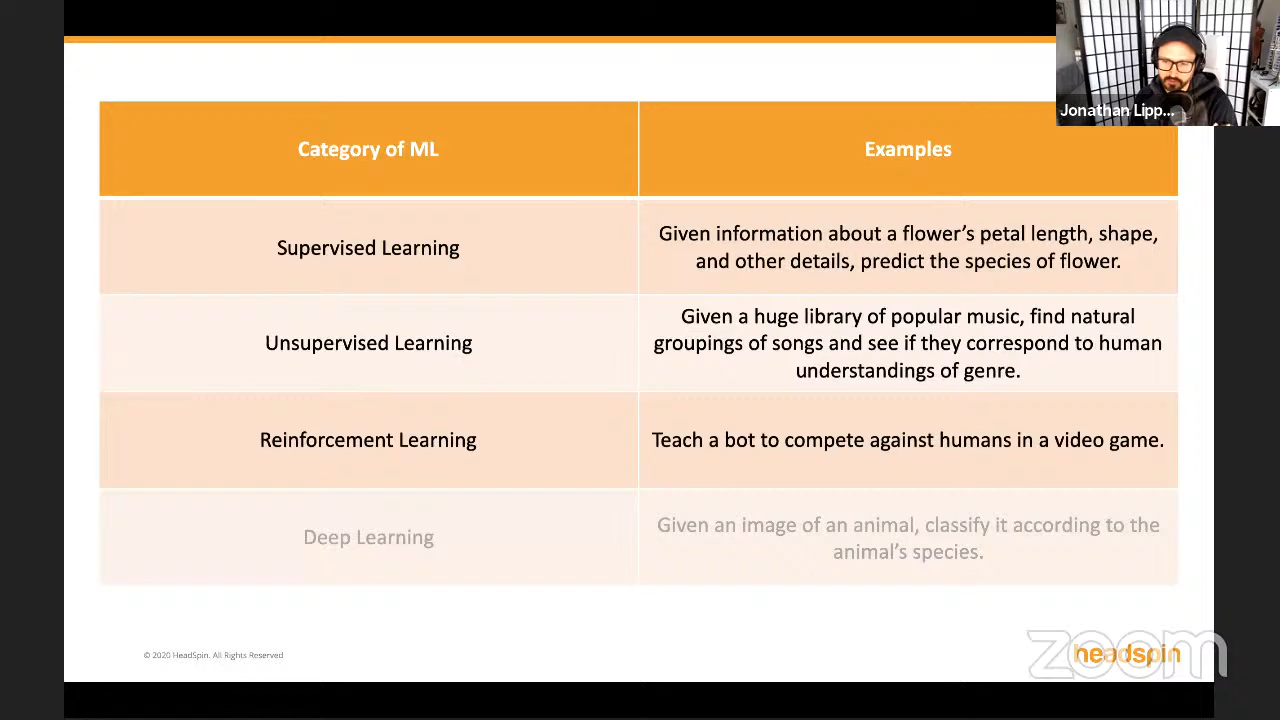 Jonathan Lipp...
Category of ML
Examples
Supervised Learning
Given information about a flower's petal length, shape,
and other details, predict the species of flower.
Unsupervised Learning
Given a huge library of popular music, find natural
groupings of songs and see if they correspond to human
understandings of genre.
Reinforcement Learning
Teach a bot to compete against humans in a video game.
Deep Learning
Given an image of an animal, classify it according to the
animal's species.
© 2020 HeadSpin. All Rights Reserved
headspin
zoom